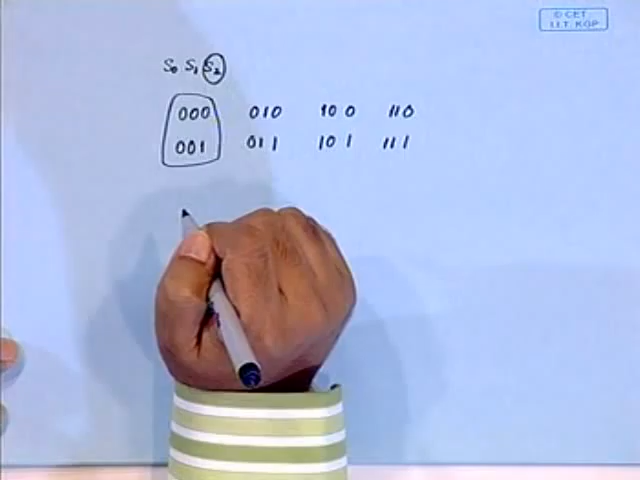 © CET
I.I.T. KGP
S₀ S₁ S₂
000 010 100 110
001 011 101 111